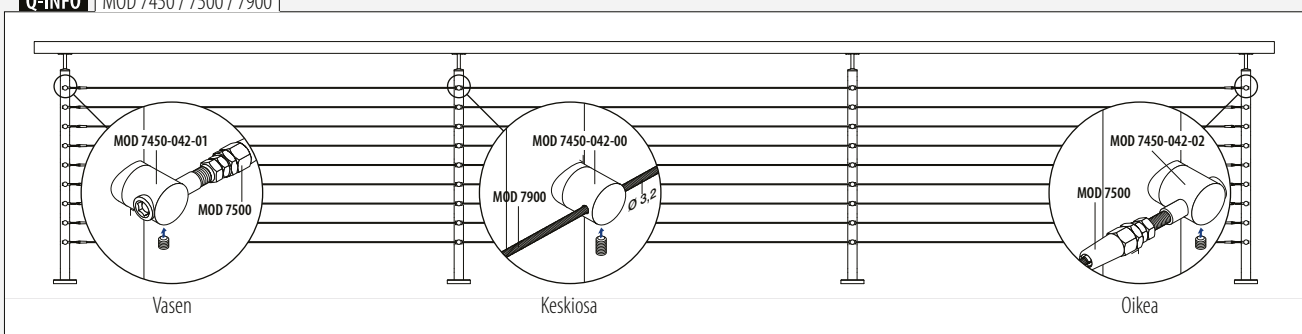 Q-INFO MOD 7450 / 7500 / 7900
MOD 7450-042-01
MOD 7500
MOD 7450-042-00
MOD 7900
Ø 3,2
MOD 7450-042-02
MOD 7500
Vasen
Keskiosa
Oikea